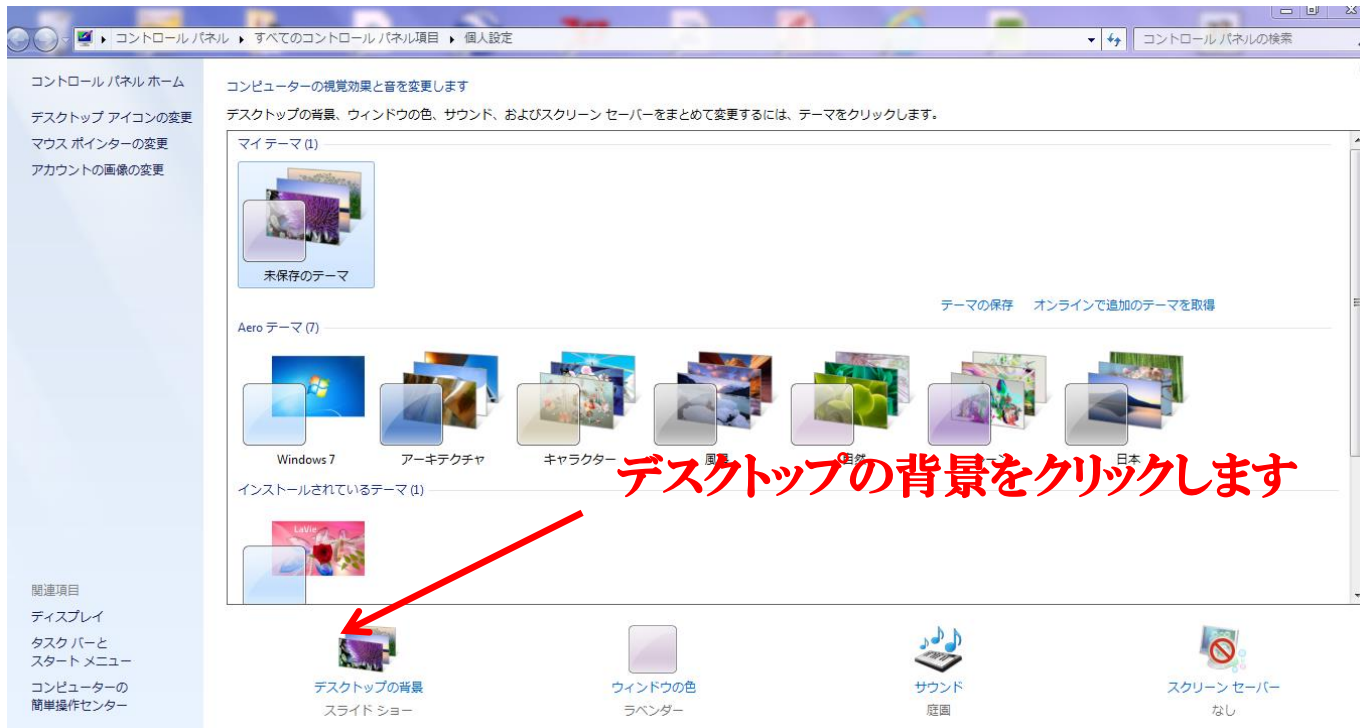 コントロール パネル ▸ すべてのコントロール パネル項目 ▸ 個人設定
コントロール パネルの検索
コントロール パネル ホーム
デスクトップ アイコンの変更
マウス ポインターの変更
アカウントの画像の変更
コンピューターの視覚効果と音を変更します
デスクトップの背景、ウィンドウの色、サウンド、およびスクリーン セーバーをまとめて変更するには、テーマをクリックします。
マイ テーマ (1)
未保存のテーマ
テーマの保存 オンラインで追加のテーマを取得
Aero テーマ (7)
Windows 7 アーキテクチャ キャラクター 風景 自然 日本
デスクトップの背景をクリックします
インストールされているテーマ (1)
LaVie
関連項目
ディスプレイ
タスク バーと
スタート メニュー
コンピューターの
簡単操作センター
デスクトップの背景 ウィンドウの色 サウンド スクリーン セーバー
スライド ショー ラベンダー 庭園 なし